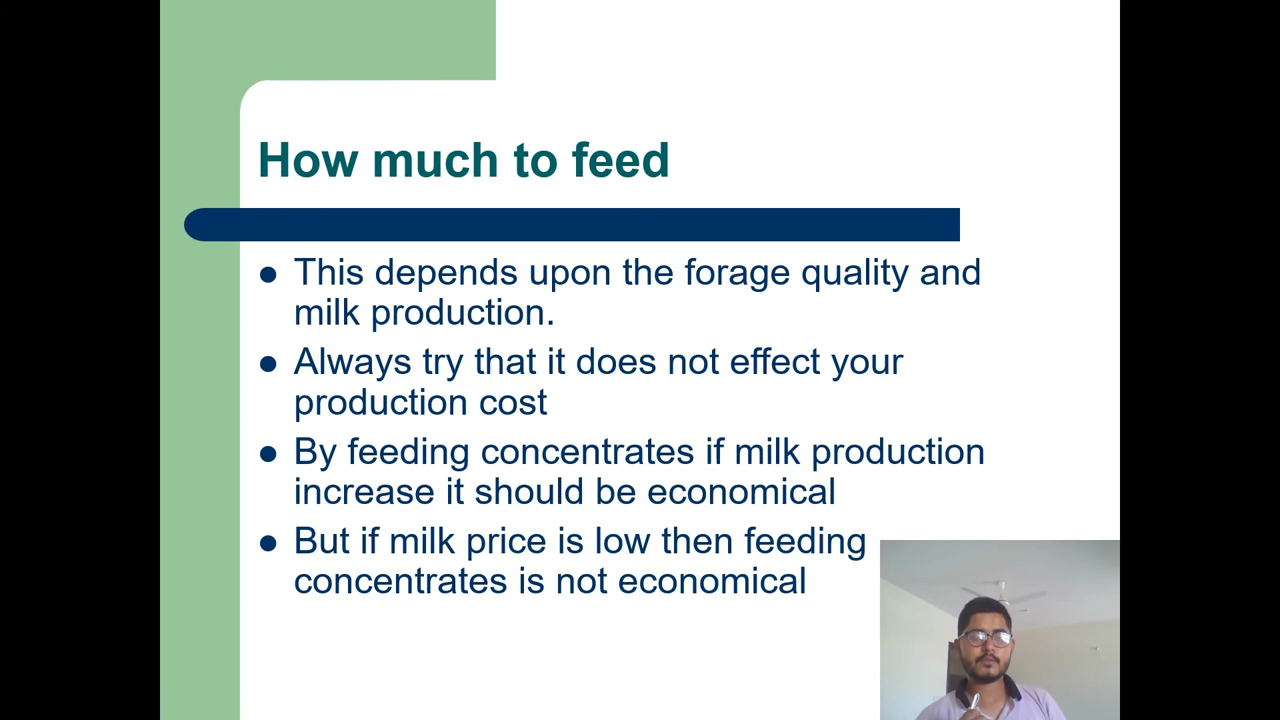 How much to feed
This depends upon the forage quality and
milk production.
Always try that it does not effect your
production cost
By feeding concentrates if milk production
increase it should be economical
But if milk price is low then feeding
concentrates is not economical